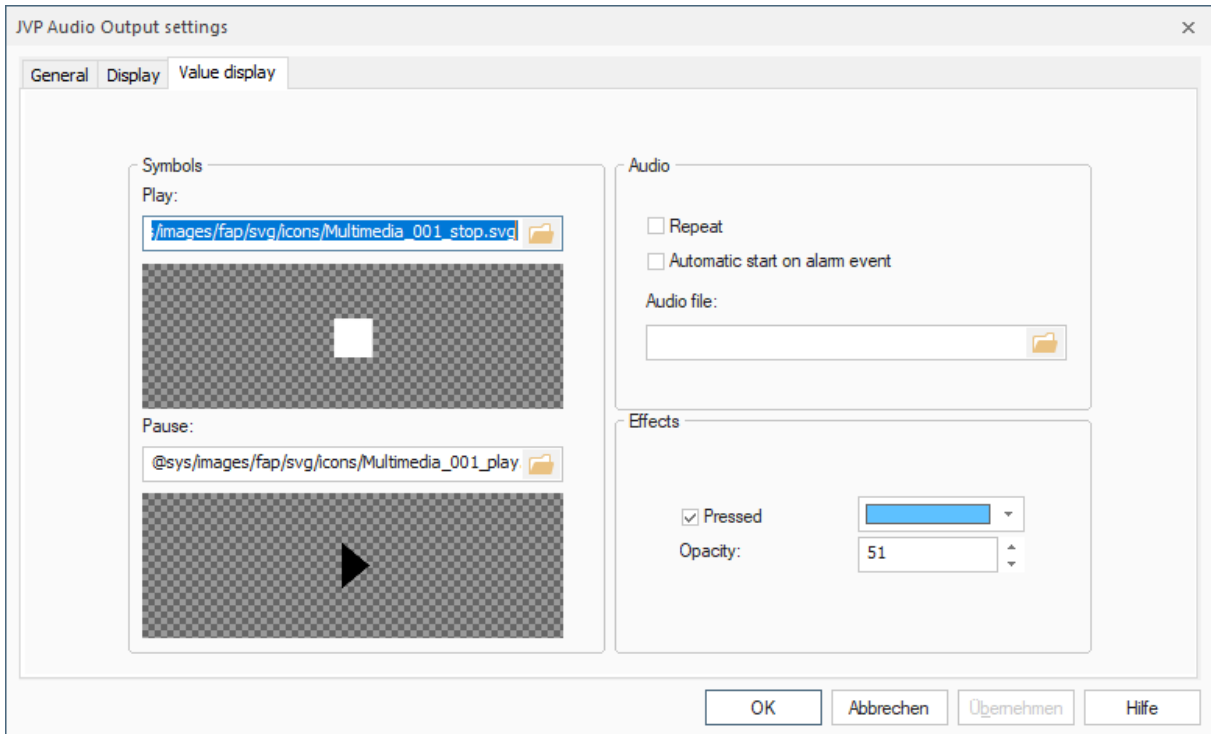 JVP Audio Output settings
General Display Value display
Symbols
Play:
s/images/fap/svg/icons/Multimedia_001_stop.svg
Pause:
@sys/images/fap/svg/icons/Multimedia_001_play.
Audio
Repeat
Automatic start on alarm event
Audio file:
Effects
Pressed
Opacity: 51
OK Abbrechen Übernehmen Hilfe